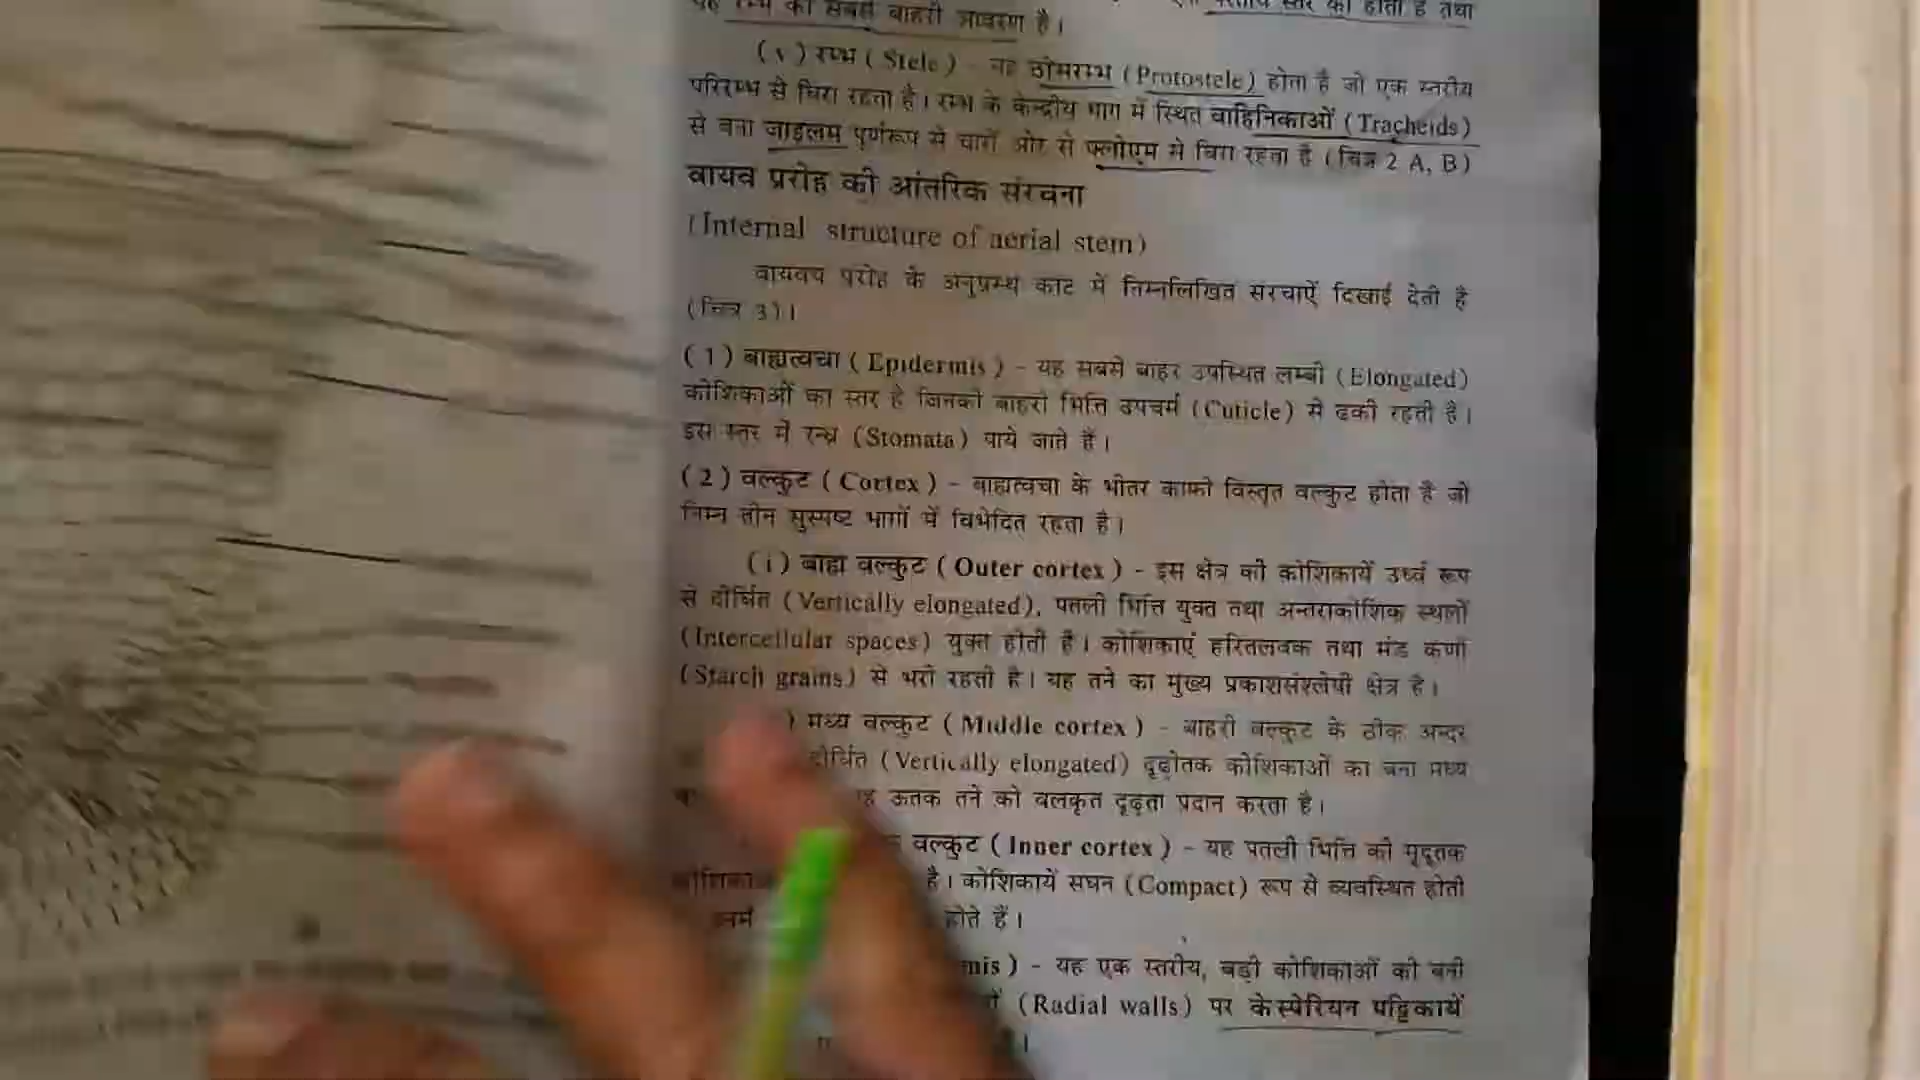 यह रम्भ का सबसे बाहरी आवरण है।
(v) रम्भ (Stele) - यह ठोसरम्भ (Protostele) होता है जो एक स्तरीय
परिरम्भ से घिरा रहता है। रम्भ के केन्द्रीय भाग में स्थित वाहिनिकाओं (Tracheids)
से बना जाइलम पूर्णरूप से चारों ओर से फ्लोएम से घिरा रहता है (चित्र 2 A, B)
वायव प्ररोह की आंतरिक संरचना
(Internal structure of aerial stem)
वायवय प्ररोह के अनुप्रस्थ काट में निम्नलिखित संरचाऐं दिखाई देती है
(चित्र 3)।
(1) बाह्यत्वचा (Epidermis) - यह सबसे बाहर उपस्थित लम्बी (Elongated)
कोशिकाओं का स्तर है जिनकी बाहरी भित्ति उपचर्म (Cuticle) से ढकी रहती है।
इस स्तर में रन्ध्र (Stomata) पाये जाते हैं।
(2) वल्कुट (Cortex) - बाह्यत्वचा के भीतर काफी विस्तृत वल्कुट होता है जो
निम्न तीन सुस्पष्ट भागों में विभेदित रहता है।
(i) बाह्य वल्कुट (Outer cortex) - इस क्षेत्र की कोशिकायें उर्ध्व रूप
से दीर्घित (Vertically elongated), पतली भित्ति युक्त तथा अन्तराकोशिक स्थलों
(Intercellular spaces) युक्त होती है। कोशिकाएं हरितलवक तथा मंड कणों
(Starch grains) से भरी रहती है। यह तने का मुख्य प्रकाशसंश्लेषी क्षेत्र है।
) मध्य वल्कुट (Middle cortex) - बाहरी वल्कुट के ठीक अन्दर
दीर्घित (Vertically elongated) दृढ़ोतक कोशिकाओं का बना मध्य
ऊतक तने को बलकृत दृढ़ता प्रदान करता है।
वल्कुट (Inner cortex) - यह पतली भित्ति की मृदूतक
है। कोशिकायें सघन (Compact) रूप से व्यवस्थित होती
होते हैं।
mis) - यह एक स्तरीय, बड़ी कोशिकाओं की बनी
(Radial walls) पर केस्पेरियन पट्टिकायें